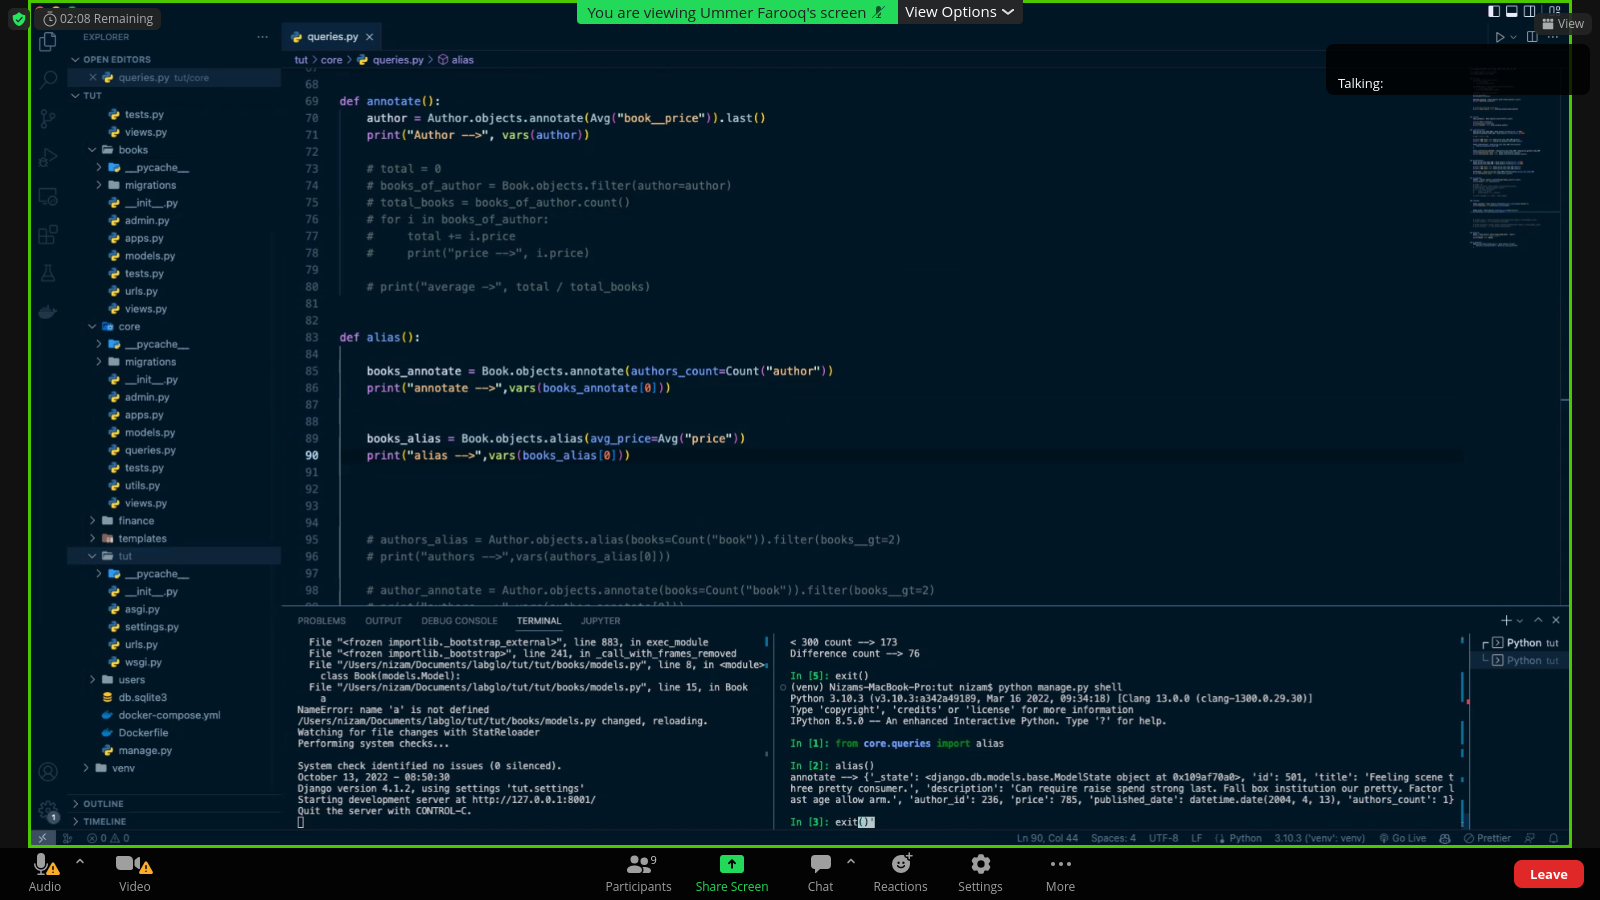 02:08 Remaining
You are viewing Ummer Farooq's screen
View Options
View
Talking:
EXPLORER
OPEN EDITORS
queries.py tut/core
TUT
tests.py
views.py
books
__pycache__
migrations
__init__.py
admin.py
apps.py
models.py
tests.py
urls.py
views.py
core
__pycache__
migrations
__init__.py
admin.py
apps.py
models.py
queries.py
tests.py
utils.py
views.py
finance
templates
tut
__pycache__
__init__.py
asgi.py
settings.py
urls.py
wsgi.py
users
db.sqlite3
docker-compose.yml
Dockerfile
manage.py
venv
OUTLINE
TIMELINE
queries.py
tut > core > queries.py > alias
68
69 def annotate():
70 author = Author.objects.annotate(Avg("book__price")).last()
71 print("Author -->", vars(author))
72
73 # total = 0
74 # books_of_author = Book.objects.filter(author=author)
75 # total_books = books_of_author.count()
76 # for i in books_of_author:
77 # total += i.price
78 # print("price -->", i.price)
79
80 # print("average ->", total / total_books)
81
82
83 def alias():
84
85 books_annotate = Book.objects.annotate(authors_count=Count("author"))
86 print("annotate -->",vars(books_annotate[0]))
87
88
89 books_alias = Book.objects.alias(avg_price=Avg("price"))
90 print("alias -->",vars(books_alias[0]))
91
92
93
94
95 # authors_alias = Author.objects.alias(books=Count("book")).filter(books__gt=2)
96 # print("authors -->",vars(authors_alias[0]))
97
98 # author_annotate = Author.objects.annotate(books=Count("book")).filter(books__gt=2)
PROBLEMS OUTPUT DEBUG CONSOLE TERMINAL JUPYTER
File "<frozen importlib._bootstrap_external>", line 883, in exec_module
File "<frozen importlib._bootstrap>", line 241, in _call_with_frames_removed
File "/Users/nizam/Documents/labglo/tut/tut/books/models.py", line 8, in <module>
class Book(models.Model):
File "/Users/nizam/Documents/labglo/tut/tut/books/models.py", line 15, in Book
a
NameError: name 'a' is not defined
/Users/nizam/Documents/labglo/tut/tut/books/models.py changed, reloading.
Watching for file changes with StatReloader
Performing system checks...
System check identified no issues (0 silenced).
October 13, 2022 - 08:50:30
Django version 4.1.2, using settings 'tut.settings'
Starting development server at http://127.0.0.1:8001/
Quit the server with CONTROL-C.
< 300 count --> 173
Difference count --> 76
In [5]: exit()
(venv) Nizams-MacBook-Pro:tut nizam$ python manage.py shell
Python 3.10.3 (v3.10.3:a342a49189, Mar 16 2022, 09:34:18) [Clang 13.0.0 (clang-1300.0.29.30)]
Type 'copyright', 'credits' or 'license' for more information
IPython 8.5.0 -- An enhanced Interactive Python. Type '?' for help.
In [1]: from core.queries import alias
In [2]: alias()
annotate --> {'_state': <django.db.models.base.ModelState object at 0x109af70a0>, 'id': 501, 'title': 'Feeling scene t
hree pretty consumer.', 'description': 'Can require raise spend strong last. Fall box institution our pretty. Factor l
ast age allow arm.', 'author_id': 236, 'price': 785, 'published_date': datetime.date(2004, 4, 13), 'authors_count': 1}
In [3]: exit()'
Python tut
Python tut
0 0
Ln 90, Col 44 Spaces: 4 UTF-8 LF Python 3.10.3 ('venv': venv) Go Live Prettier
Audio
Video
Participants 9
Share Screen
Chat
Reactions
Settings
More
Leave